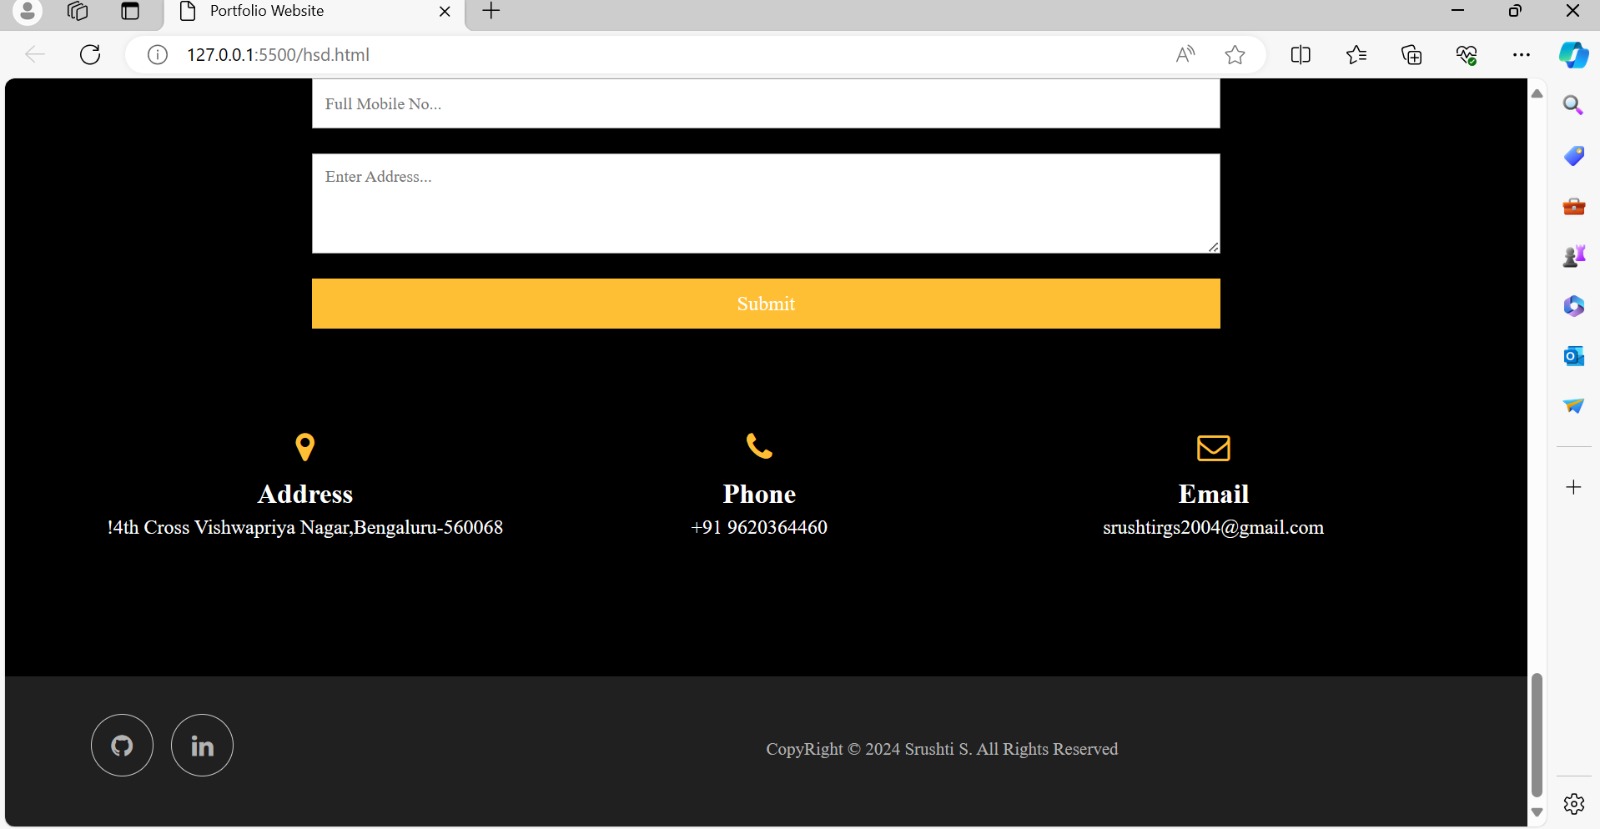 Portfolio Website
127.0.0.1:5500/hsd.html
Full Mobile No...
Enter Address...
Submit
Address
Phone
Email
!4th Cross Vishwapriya Nagar,Bengaluru-560068
+91 9620364460
srushtirgs2004@gmail.com
in
CopyRight © 2024 Srushti S. All Rights Reserved